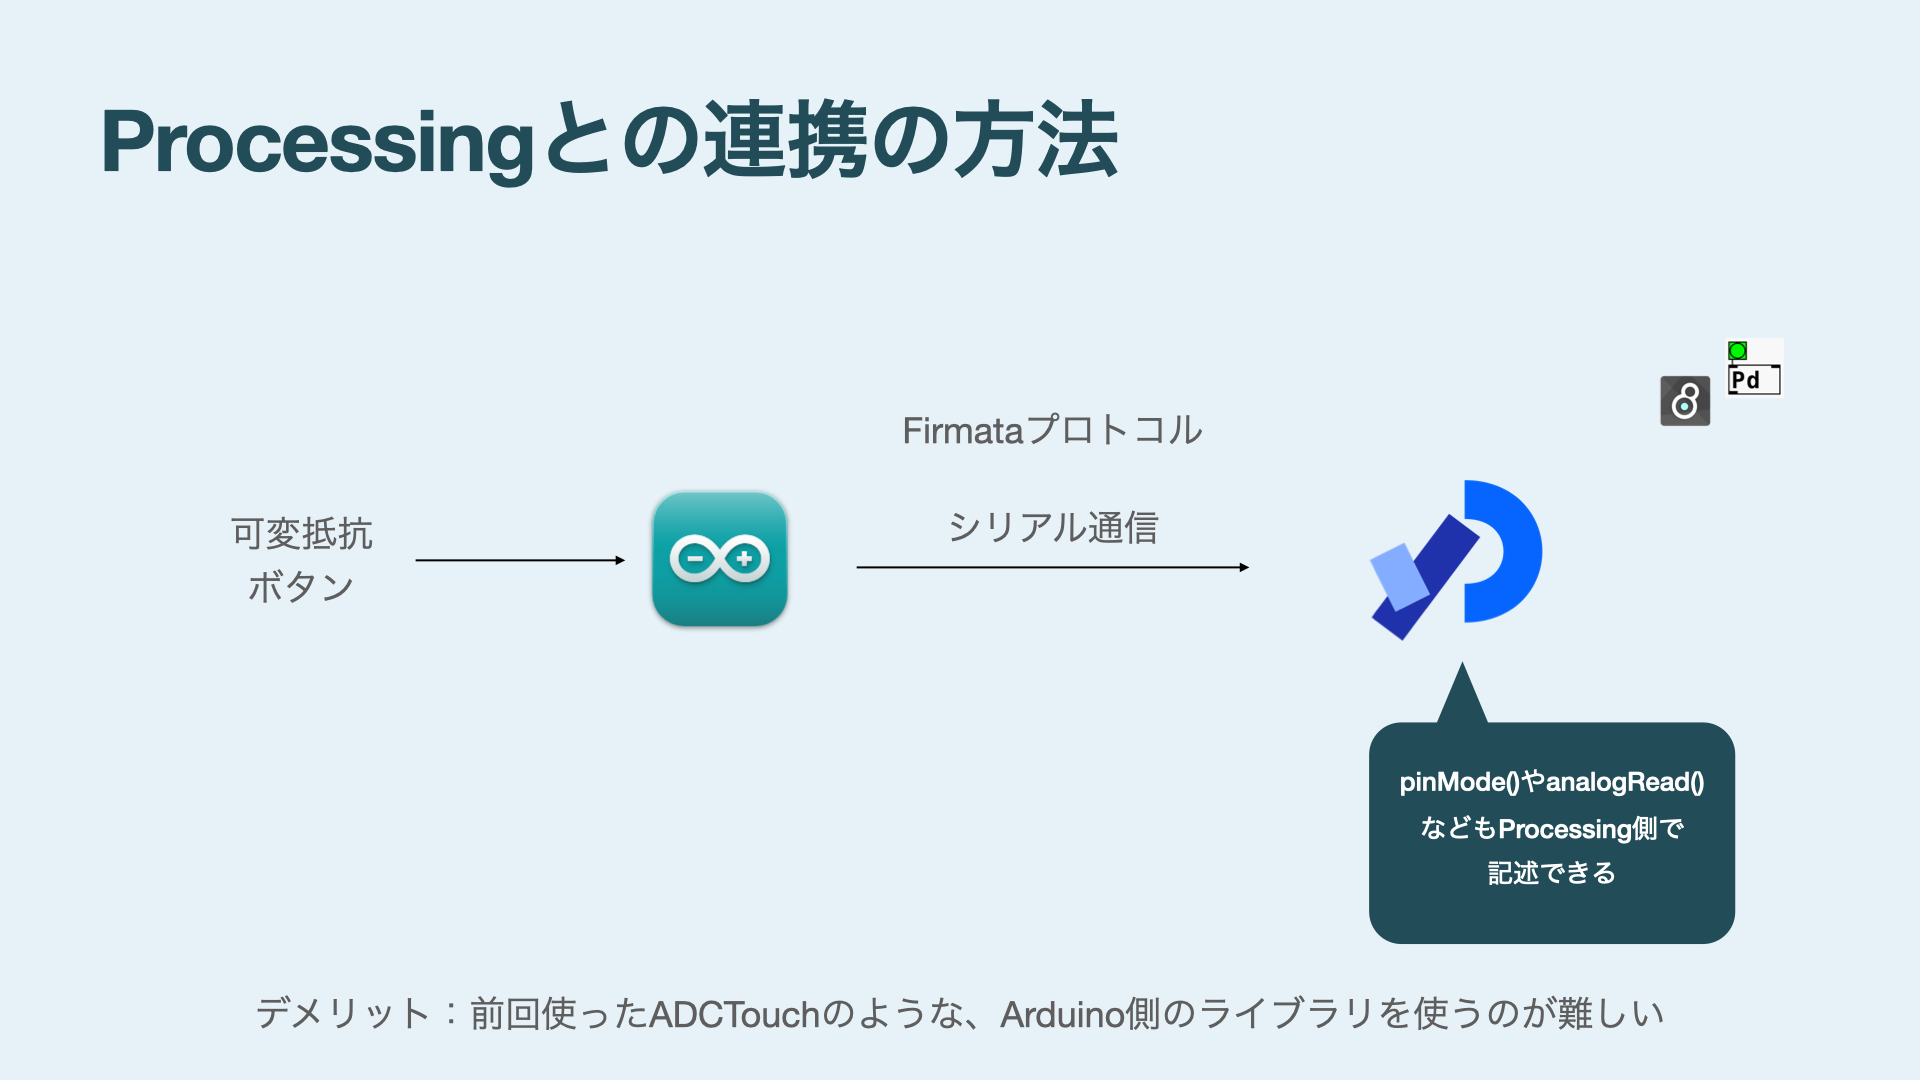 Processingとの連携の方法
Pd
Firmataプロトコル
シリアル通信
可変抵抗
ボタン
pinMode()やanalogRead()
などもProcessing側で
記述できる
デメリット：前回使ったADCTouchのような、Arduino側のライブラリを使うのが難しい